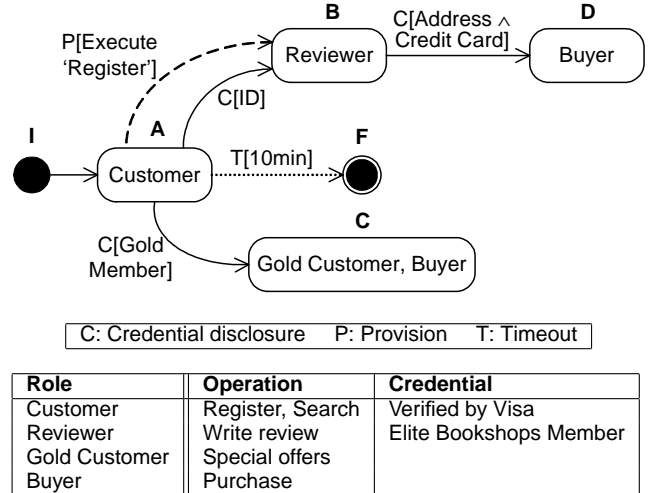 B
D
P[Execute
‘Register’]
Reviewer
C[Address ∧
Credit Card]
Buyer
C[ID]
I
A
T[10min]
F
Customer
C
C[Gold
Member]
Gold Customer, Buyer
C: Credential disclosure P: Provision T: Timeout
Role Operation Credential
Customer Register, Search Verified by Visa
Reviewer Write review Elite Bookshops Member
Gold Customer Special offers
Buyer Purchase